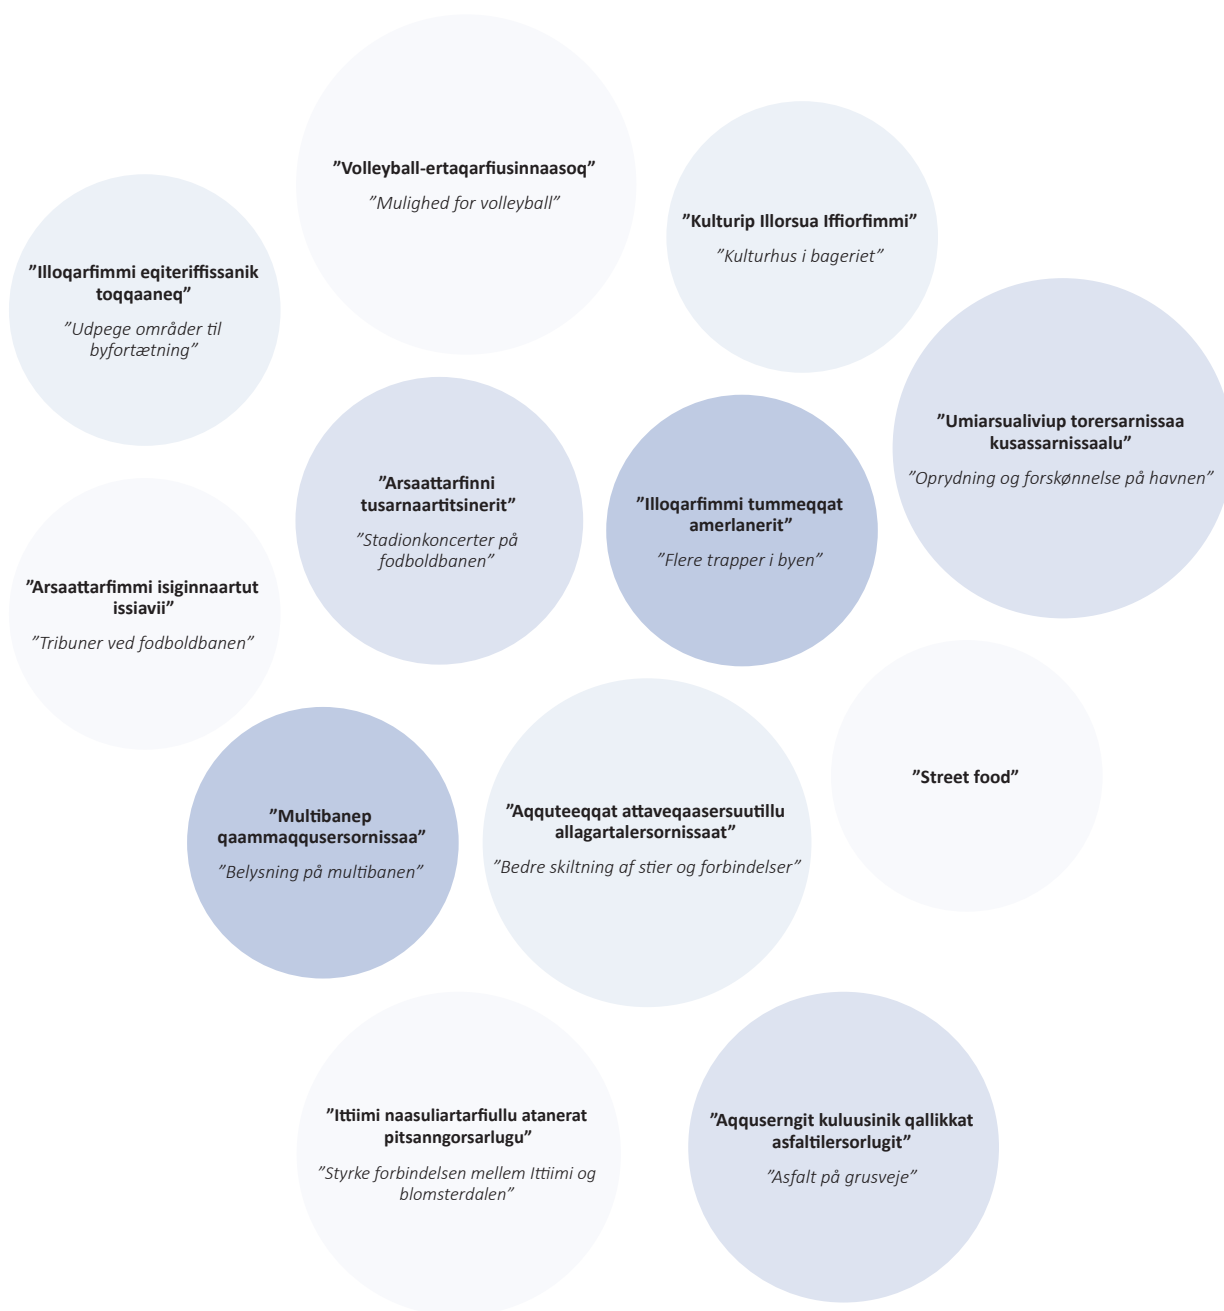 ”Volleyball-ertaqarfiusinnaasoq”
”Mulighed for volleyball”
”Kulturip Illorsua Iffiorfimmi”
”Kulturhus i bageriet”
”Illoqarfimmi eqiteriffissanik
toqqaaneq”
”Udpege områder til
byfortætning”
”Umiarsualiviup torersarnissaa
kusassarnissaalu”
”Oprydning og forskønnelse på havnen”
”Arsaattarfinni
tusarnaartitsinerit”
”Stadionkoncerter på
fodboldbanen”
”Illoqarfimmi tummeqqat
amerlanerit”
”Flere trapper i byen”
”Arsaattarfimmi isiginnaartut
issiavii”
”Tribuner ved fodboldbanen”
”Street food”
”Multibanep
qaammaqqusersornissaa”
”Belysning på multibanen”
”Aqquteeqqat attaveqaasersuutillu
allagartalersornissaat”
”Bedre skiltning af stier og forbindelser”
”Ittiimi naasuliartarfiullu atanerat
pitsanngorsarlugu”
”Styrke forbindelsen mellem Ittiimi og
blomsterdalen”
”Aqquserngit kuluusinik qallikkat
asfaltilersorlugit”
”Asfalt på grusveje”